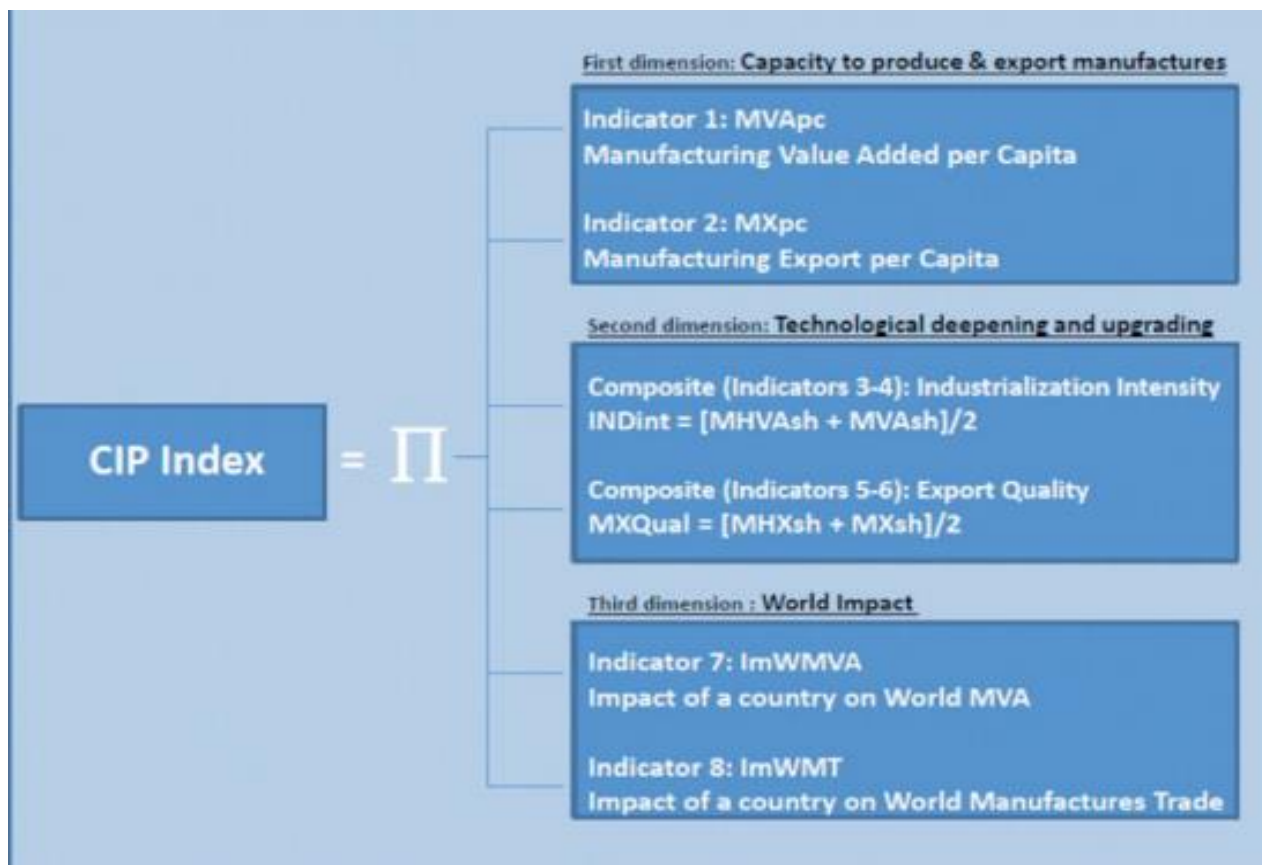 First dimension: Capacity to produce & export manufactures
Indicator 1: MVApc
Manufacturing Value Added per Capita
Indicator 2: MXpc
Manufacturing Export per Capita
Second dimension: Technological deepening and upgrading
Composite (Indicators 3-4): Industrialization Intensity
INDint = [MHVAsh + MVAsh]/2
CIP Index = ∏
Composite (Indicators 5-6): Export Quality
MXQual = [MHXsh + MXsh]/2
Third dimension : World Impact
Indicator 7: ImWMVA
Impact of a country on World MVA
Indicator 8: ImWMT
Impact of a country on World Manufactures Trade